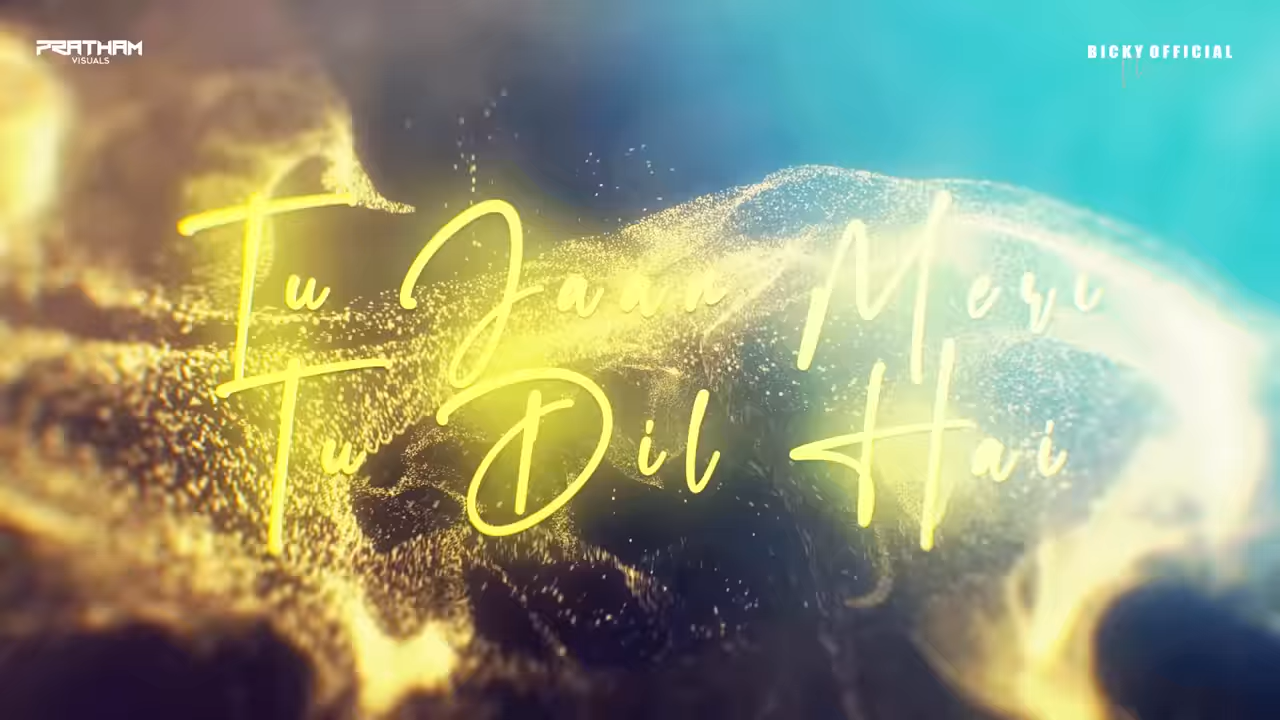 PRATHAM
VISUALS
BICKY OFFICIAL
Tu Jaan Meri
Tu Dil Hai